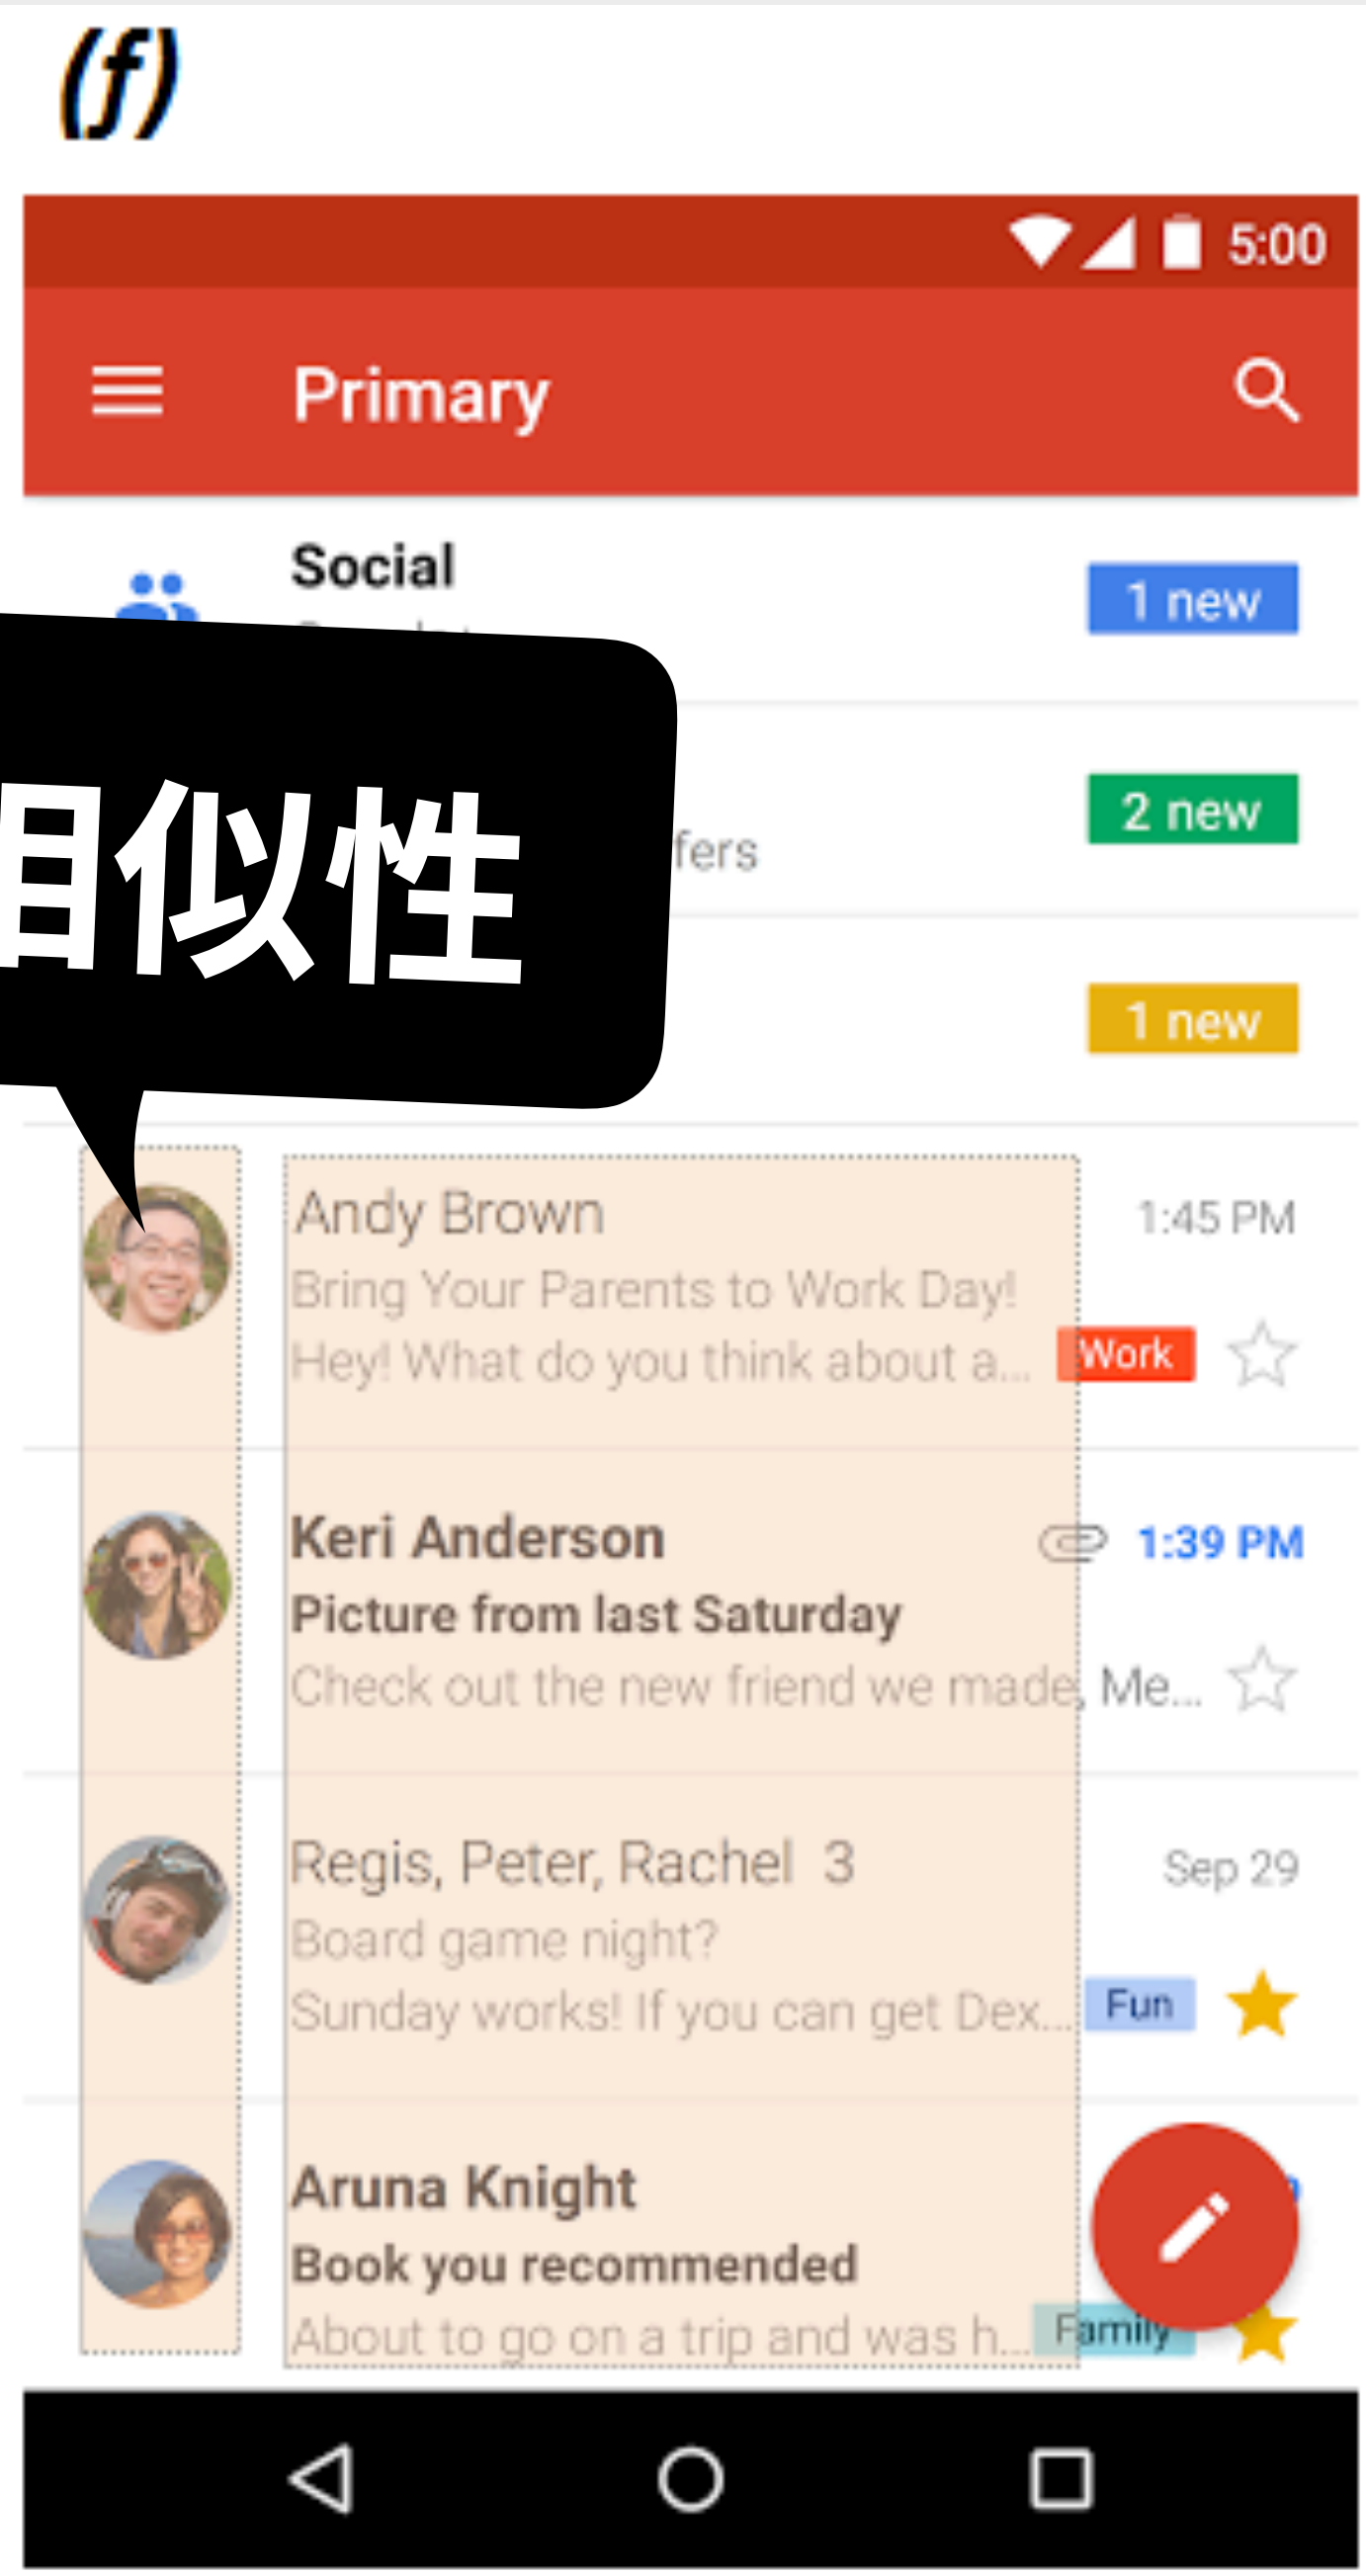 (f)
5:00
Primary
Social
1 new
2 new
fers
相似性
1 new
Andy Brown
1:45 PM
Bring Your Parents to Work Day!
Hey! What do you think about a...
Work
Keri Anderson
1:39 PM
Picture from last Saturday
Check out the new friend we made, Me...
Regis, Peter, Rachel 3
Sep 29
Board game night?
Sunday works! If you can get Dex...
Fun
Aruna Knight
Book you recommended
About to go on a trip and was h...
Family